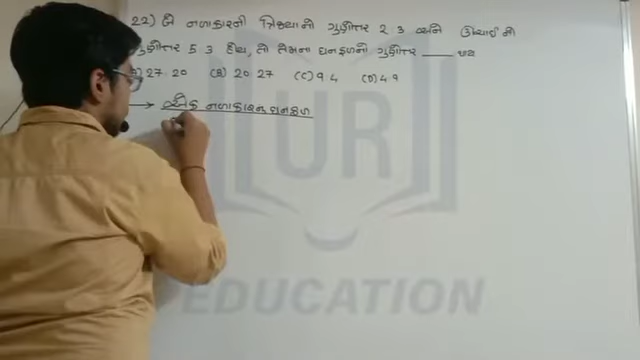 22) બે નળાકારની ત્રિજ્યાનો ગુણોત્તર 2 3 અને ઊંચાઈ નો
ગુણોત્તર 5 3 હોય, તો તેમના ઘનફળનો ગુણોત્તર ____ થાય
(A) 27 20 (B) 20 27 (C) 9 4 (D) 4 9
→ નળાકારનું ઘનફળ
UR
EDUCATION